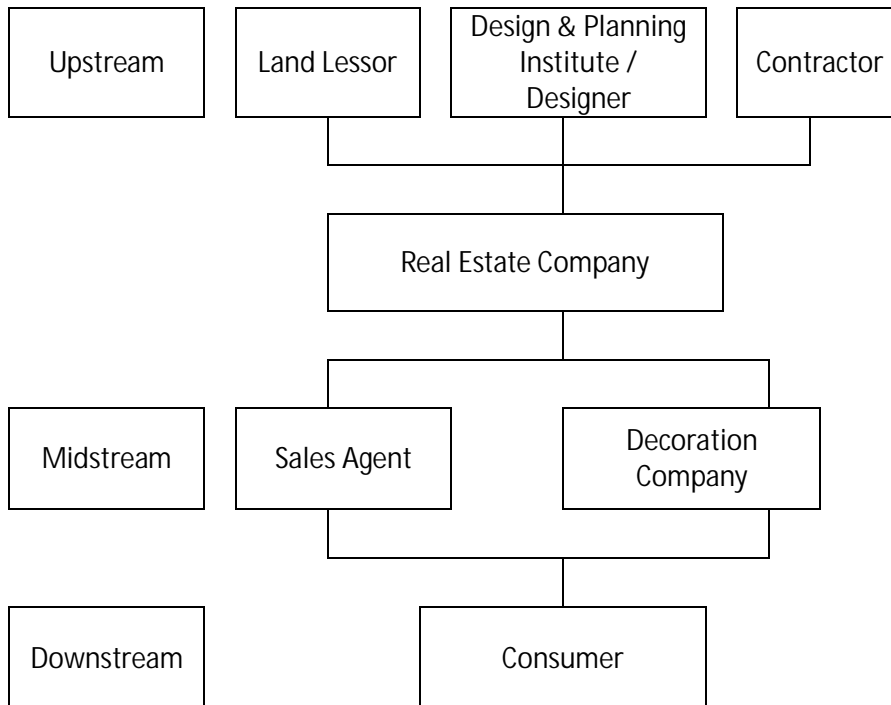 Upstream
Land Lessor
Design & Planning
Institute /
Designer
Contractor
Real Estate Company
Midstream
Sales Agent
Decoration
Company
Downstream
Consumer